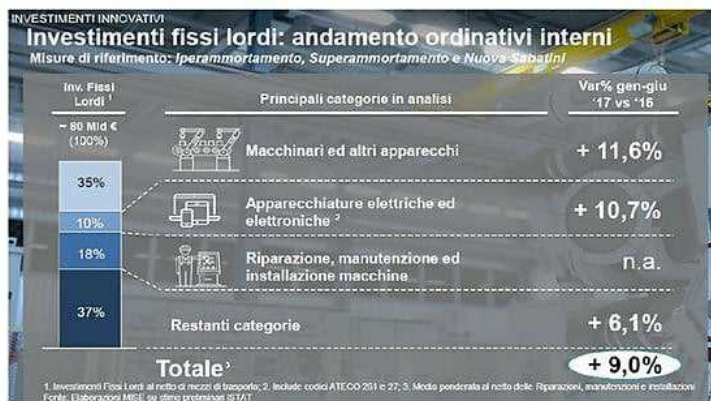 INVESTIMENTI INNOVATIVI
Investimenti fissi lordi: andamento ordinativi interni
Misure di riferimento: Iperammortamento, Superammortamento e Nuova Sabatini
Inv. Fissi
Lordi 1
Principali categorie in analisi
Var% gen-giu
'17 vs '16
~ 80 Mld €
(100%)
35%
Macchinari ed altri apparecchi
+ 11,6%
10%
Apparecchiature elettriche ed
elettroniche 2
+ 10,7%
18%
Riparazione, manutenzione ed
installazione macchine
n.a.
37%
Restanti categorie
+ 6,1%
Totale3
+ 9,0%
1. Investimenti Fissi Lordi al netto di mezzi di trasporto; 2. Include codici ATECO 261 e 27; 3. Media ponderata al netto delle Riparazioni, manutenzioni e installazioni
Fonte: Elaborazioni MISE su stime preliminari ISTAT